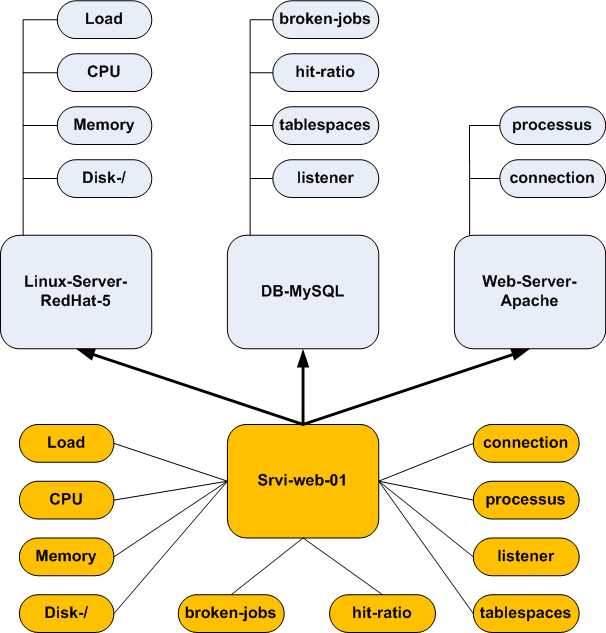 Load
broken-jobs
CPU
hit-ratio
Memory
tablespaces
processus
Disk-/
listener
connection
Linux-Server-
RedHat-5
DB-MySQL
Web-Server-
Apache
Load
connection
Srvi-web-01
CPU
processus
Memory
listener
Disk-/
broken-jobs
hit-ratio
tablespaces